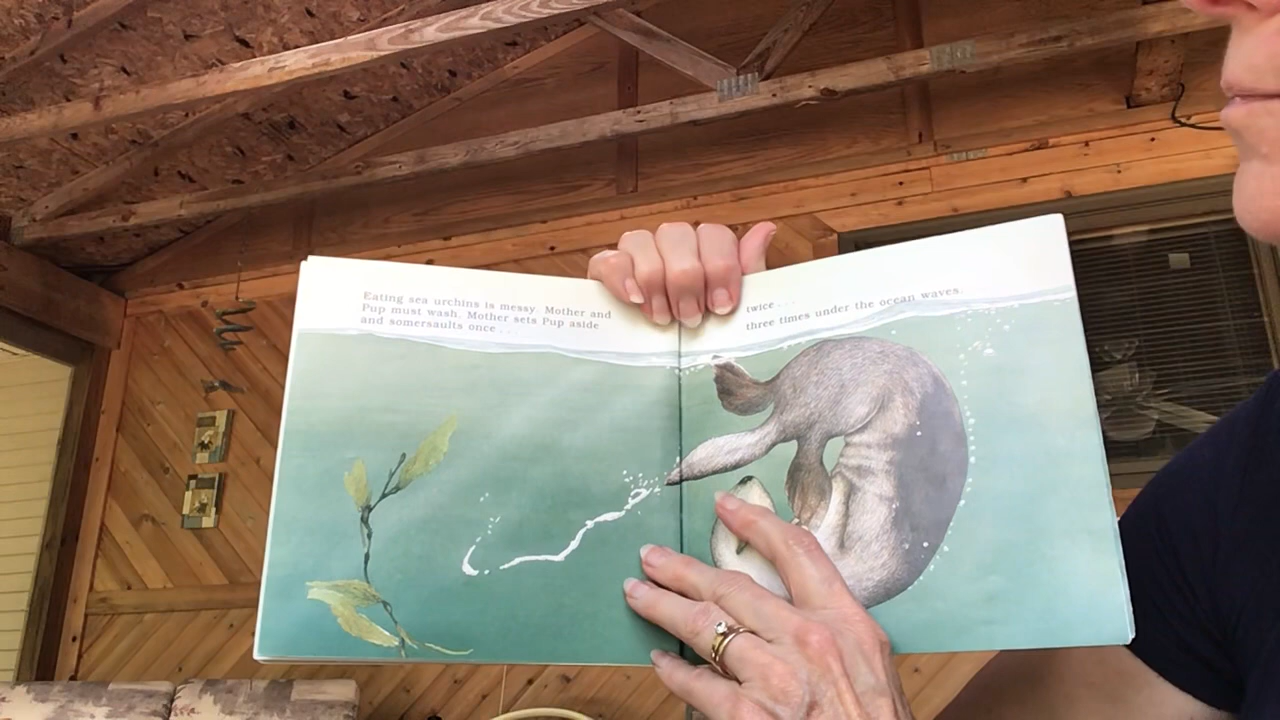 Eating sea urchins is messy. Mother and
Pup must wash. Mother sets Pup aside
and somersaults once . . .
twice . . .
three times under the ocean waves.